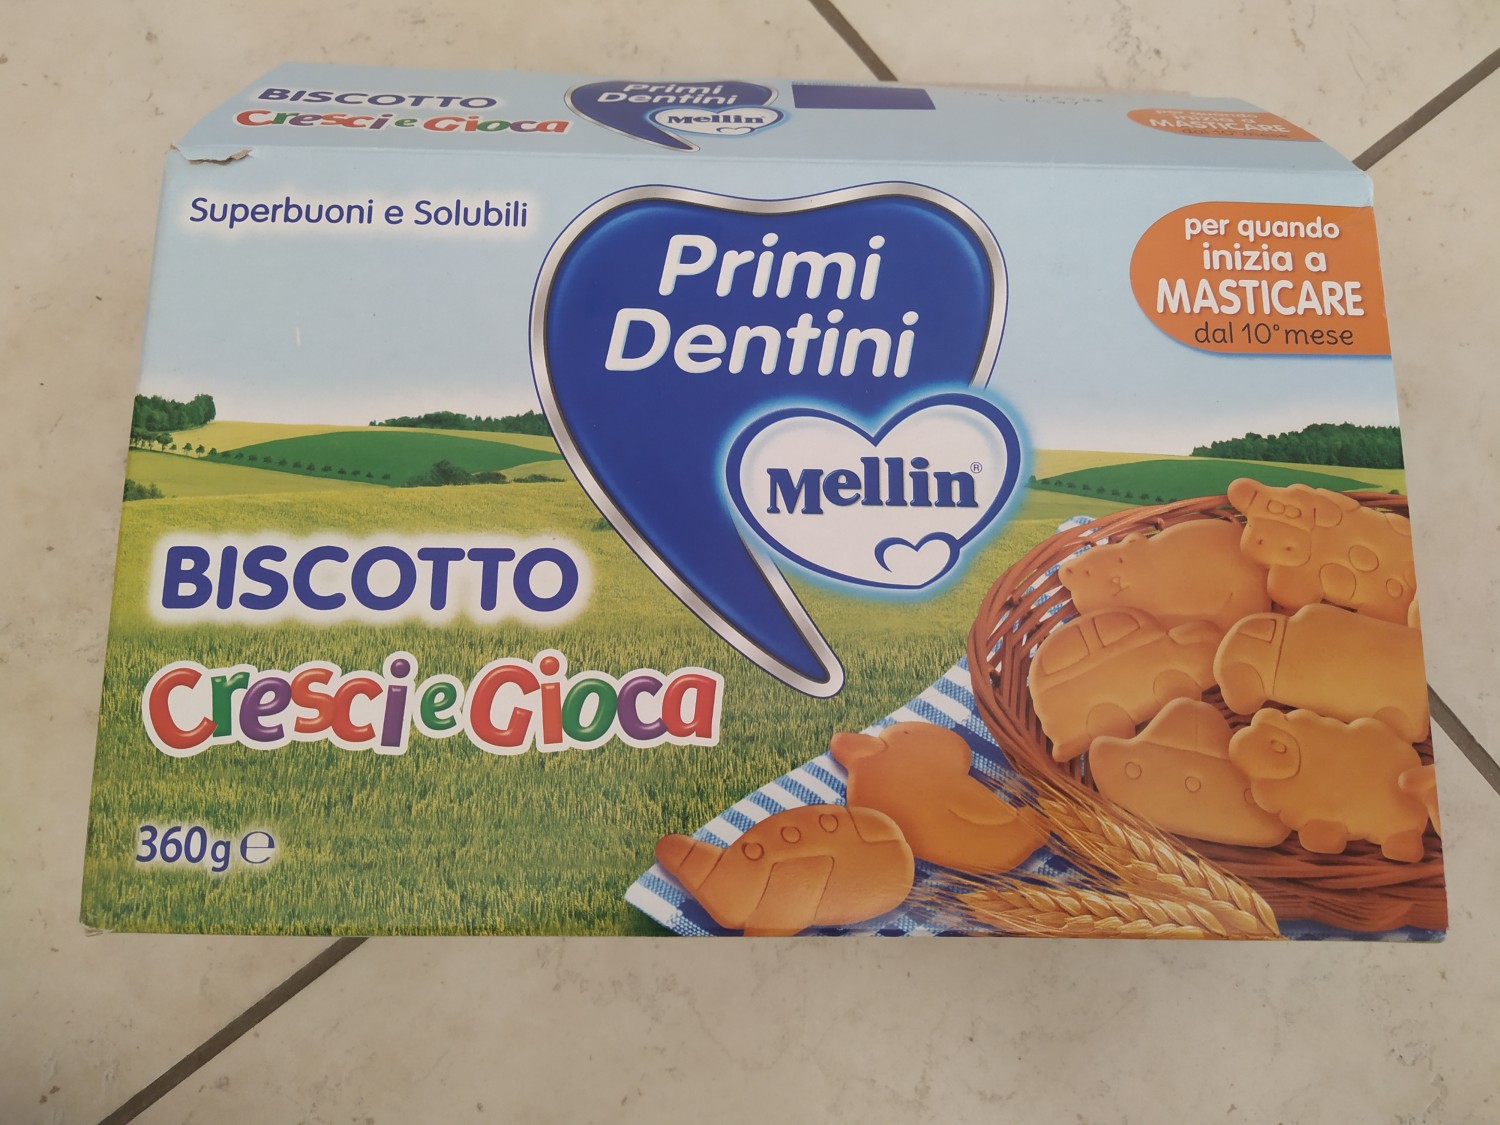 BISCOTTO
Cresci e Gioca
Primi
Dentini
Mellin
inizia a
MASTICARE
Superbuoni e Solubili
Primi
Dentini
Mellin®
per quando
inizia a
MASTICARE
dal 10° mese
BISCOTTO
Cresci e Gioca
360g ℮